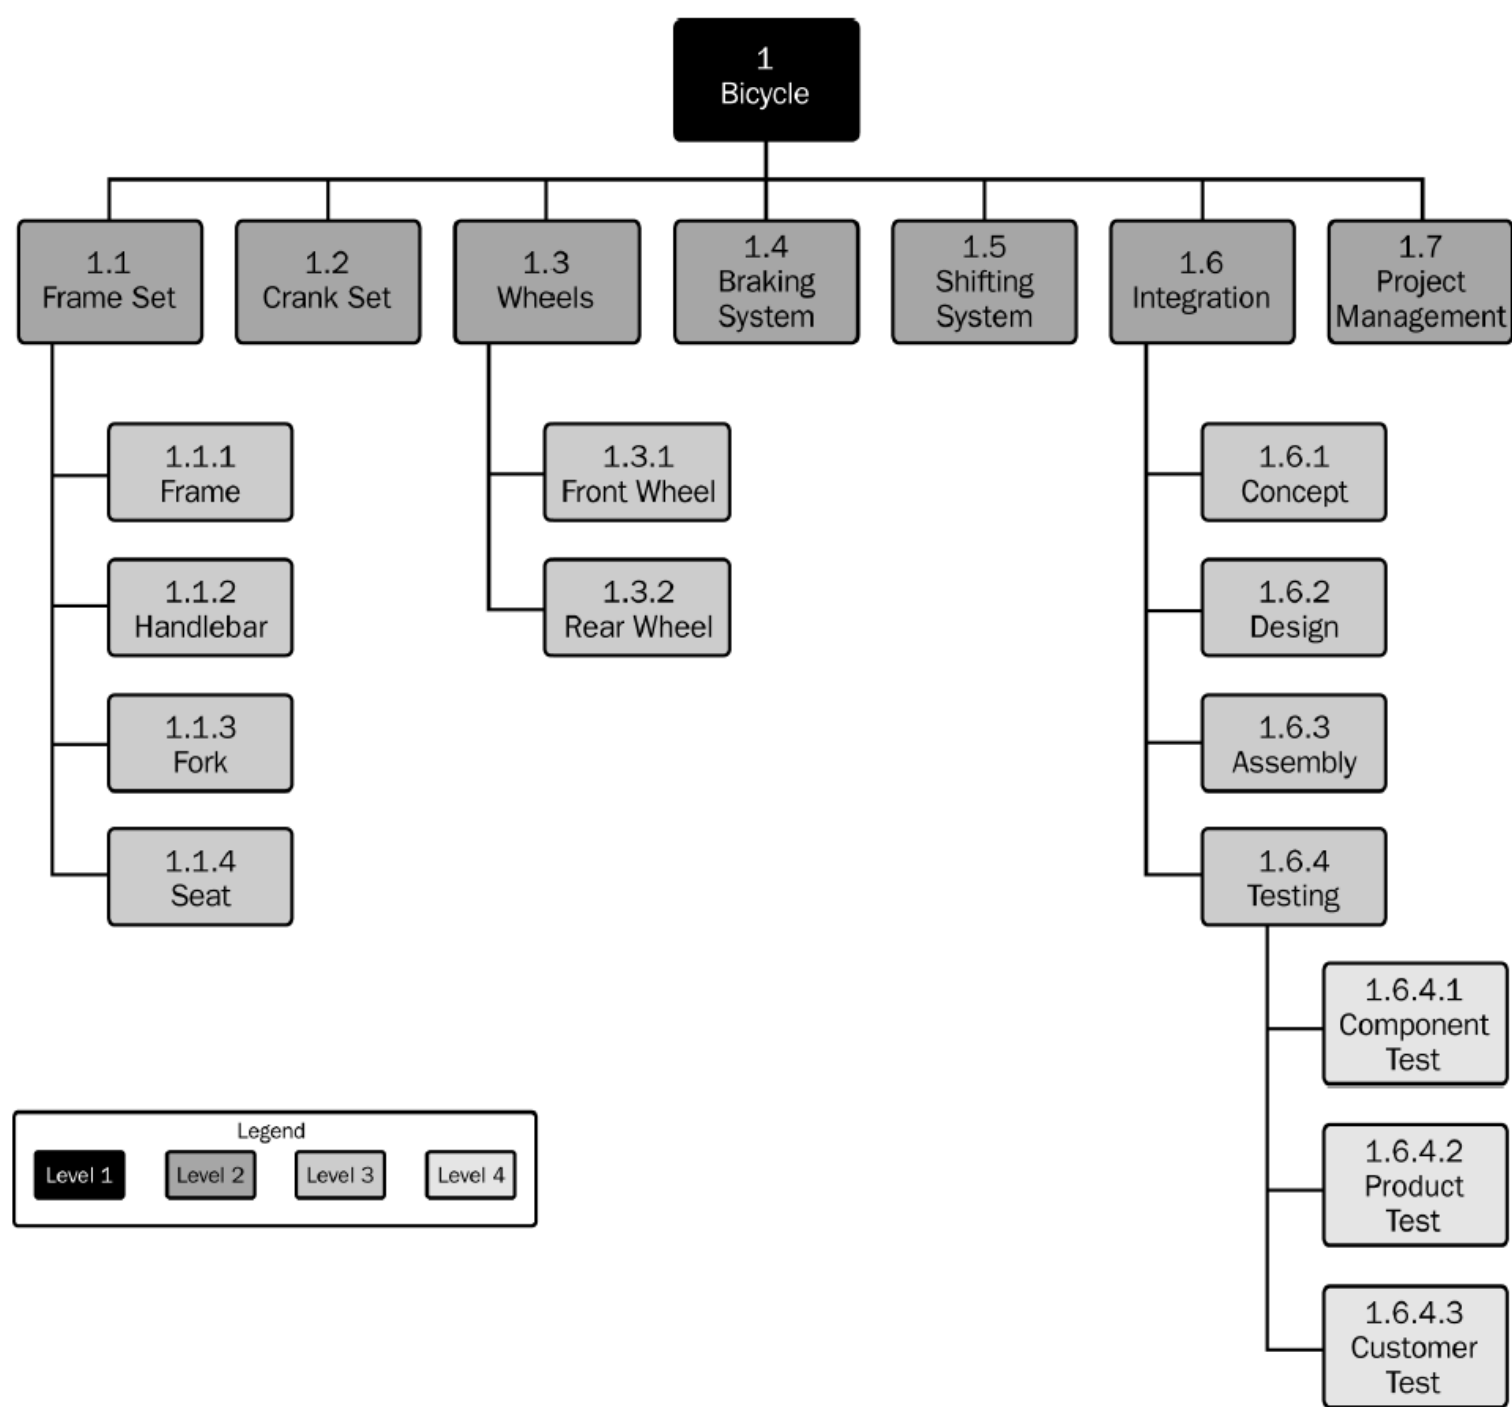 1
Bicycle
1.1
Frame Set
1.2
Crank Set
1.3
Wheels
1.4
Braking
System
1.5
Shifting
System
1.6
Integration
1.7
Project
Management
1.1.1
Frame
1.1.2
Handlebar
1.1.3
Fork
1.1.4
Seat
1.3.1
Front Wheel
1.3.2
Rear Wheel
1.6.1
Concept
1.6.2
Design
1.6.3
Assembly
1.6.4
Testing
1.6.4.1
Component
Test
1.6.4.2
Product
Test
1.6.4.3
Customer
Test
Legend
Level 1
Level 2
Level 3
Level 4